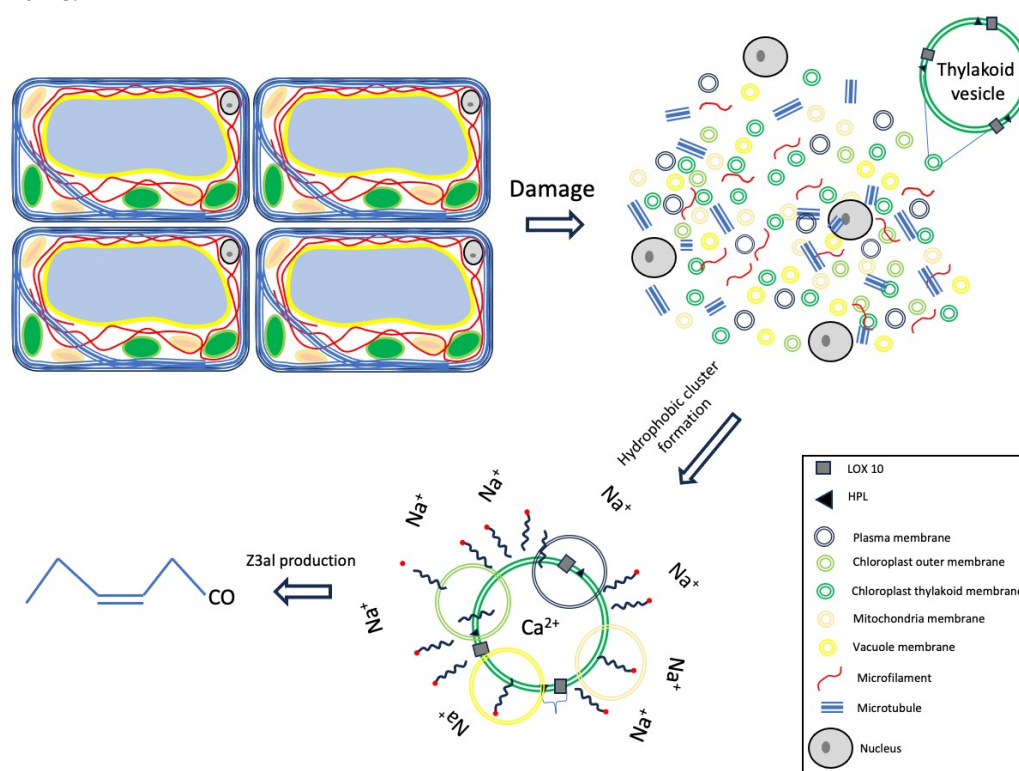 Thylakoid
vesicle
Damage
Hydrophobic cluster
formation
Na⁺
Na⁺
Na⁺
Na⁺
Na⁺
Na⁺
Na⁺
Na⁺
Ca²⁺
Z3al production
CO
LOX 10
HPL
Plasma membrane
Chloroplast outer membrane
Chloroplast thylakoid membrane
Mitochondria membrane
Vacuole membrane
Microfilament
Microtubule
Nucleus